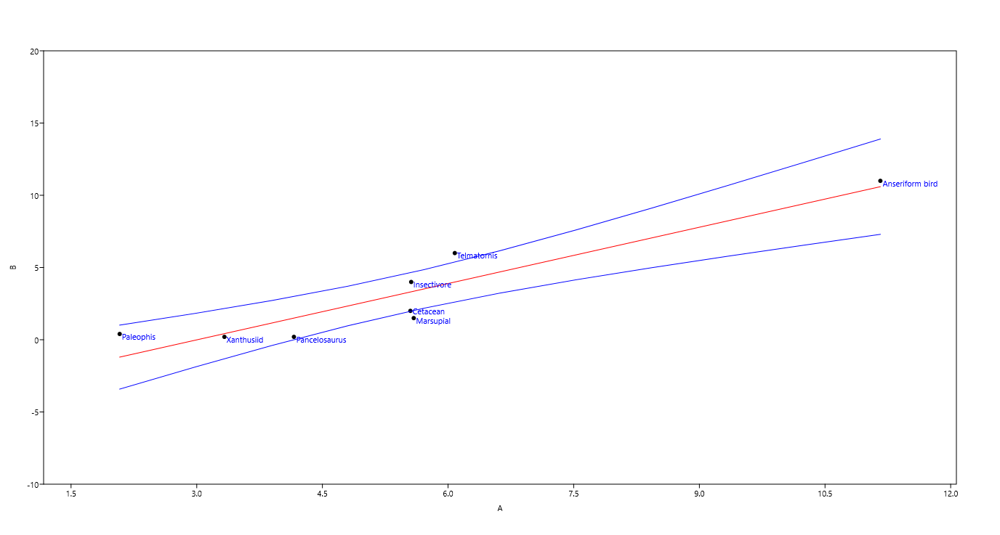 20
15
10
5
0
-5
-10
B
Anseriform bird
Telmatornis
Insectivore
Cetacean
Marsupial
Paleophis
Xanthusiid
Pancelosaurus
1.5 3.0 4.5 6.0 7.5 9.0 10.5 12.0
A